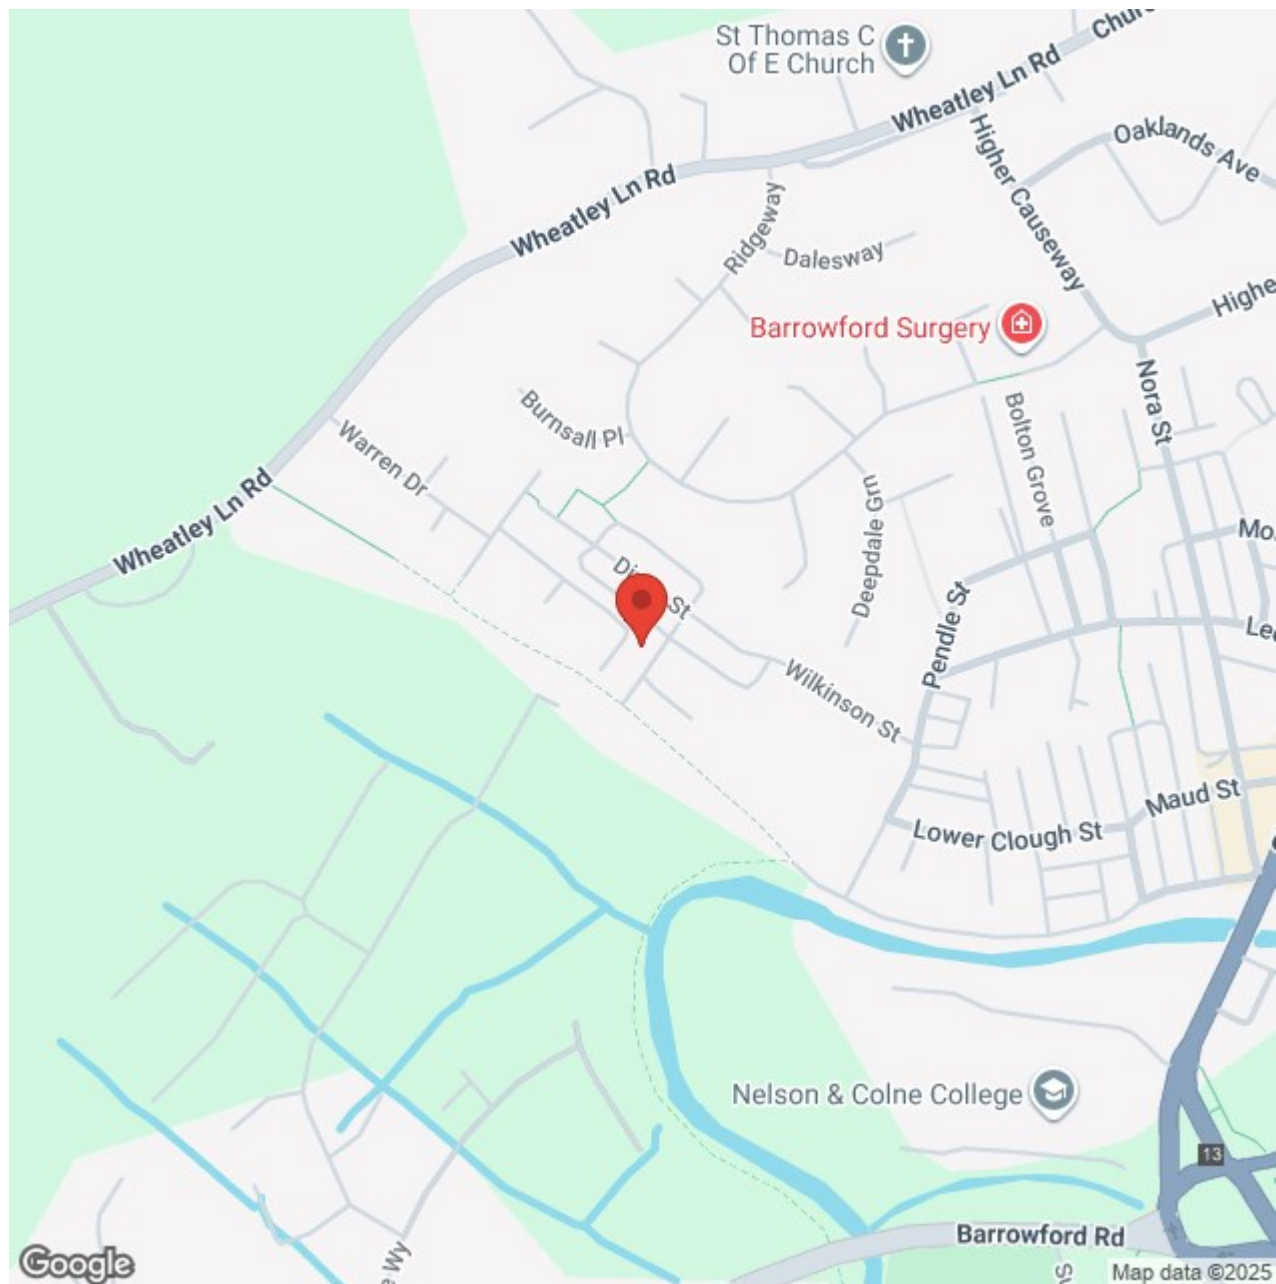 St Thomas C
Of E Church
Wheatley Ln Rd
Higher Causeway
Oaklands Ave
Wheatley Ln Rd
Ridgeway
Dalesway
Barrowford Surgery
Nora St
Burnsall Pl
Bolton Grove
Warren Dr
Wheatley Ln Rd
Deepdale Grn
St
Pendle St
Wilkinson St
Maud St
Lower Clough St
Nelson & Colne College
13
Barrowford Rd
Google
Map data ©2025